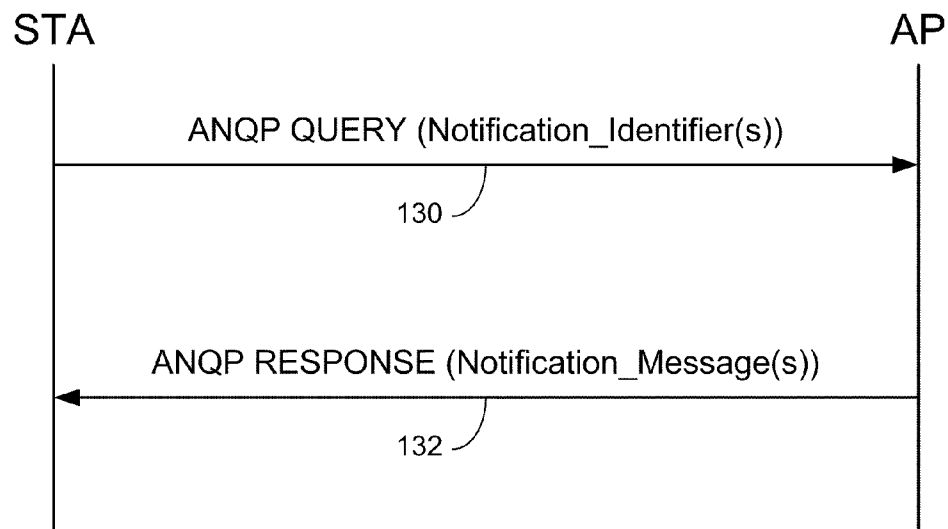 STA
AP
ANQP QUERY (Notification_Identifier(s))
130
ANQP RESPONSE (Notification_Message(s))
132